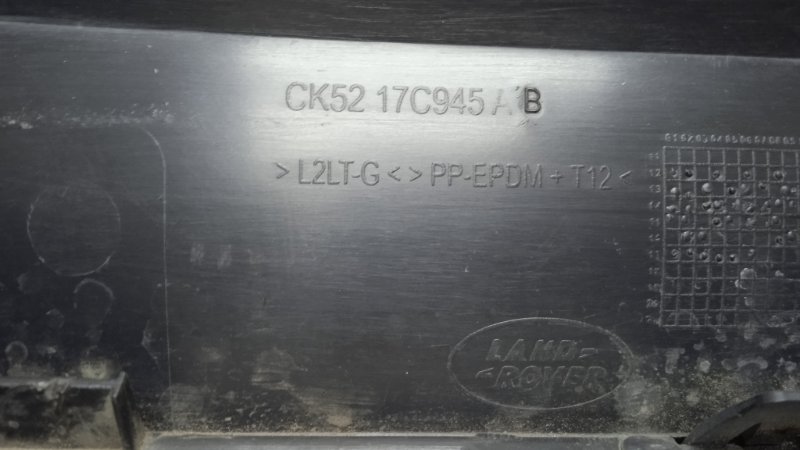 CK52 17C945 A B
>L2LT-G<>PP-EPDM+T12<
LAND-
-ROVER